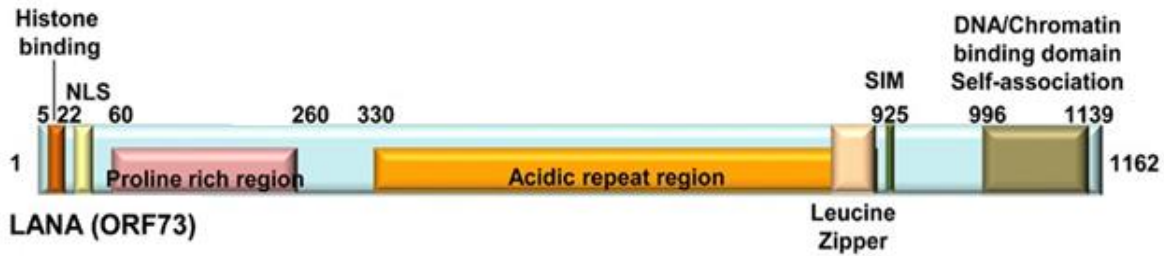 Histone
binding
DNA/Chromatin
binding domain
Self-association
NLS
SIM
5 22 60 260 330 925 996 1139
1 1162
Proline rich region
Acidic repeat region
Leucine
Zipper
LANA (ORF73)